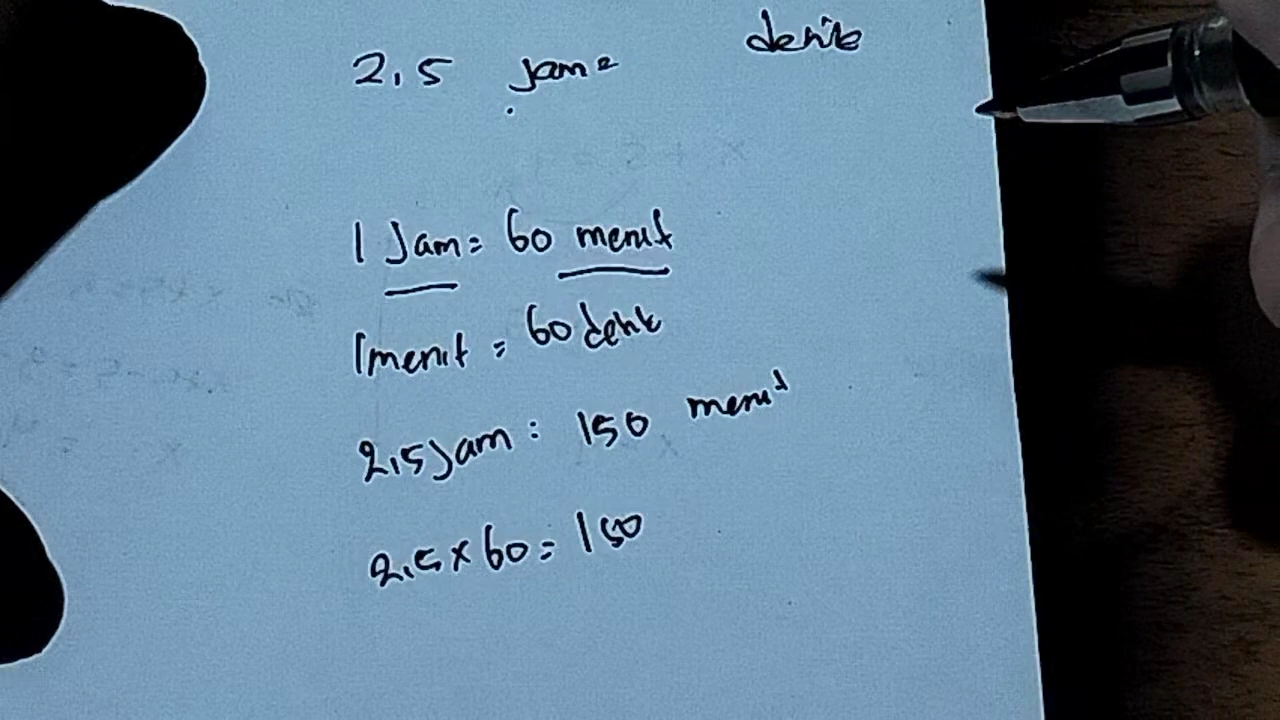 2,5 jam = denik
1 Jam = 60 menit
1 menit = 60 detik
2,5 jam = 150 menit
2,5 x 60 = 150